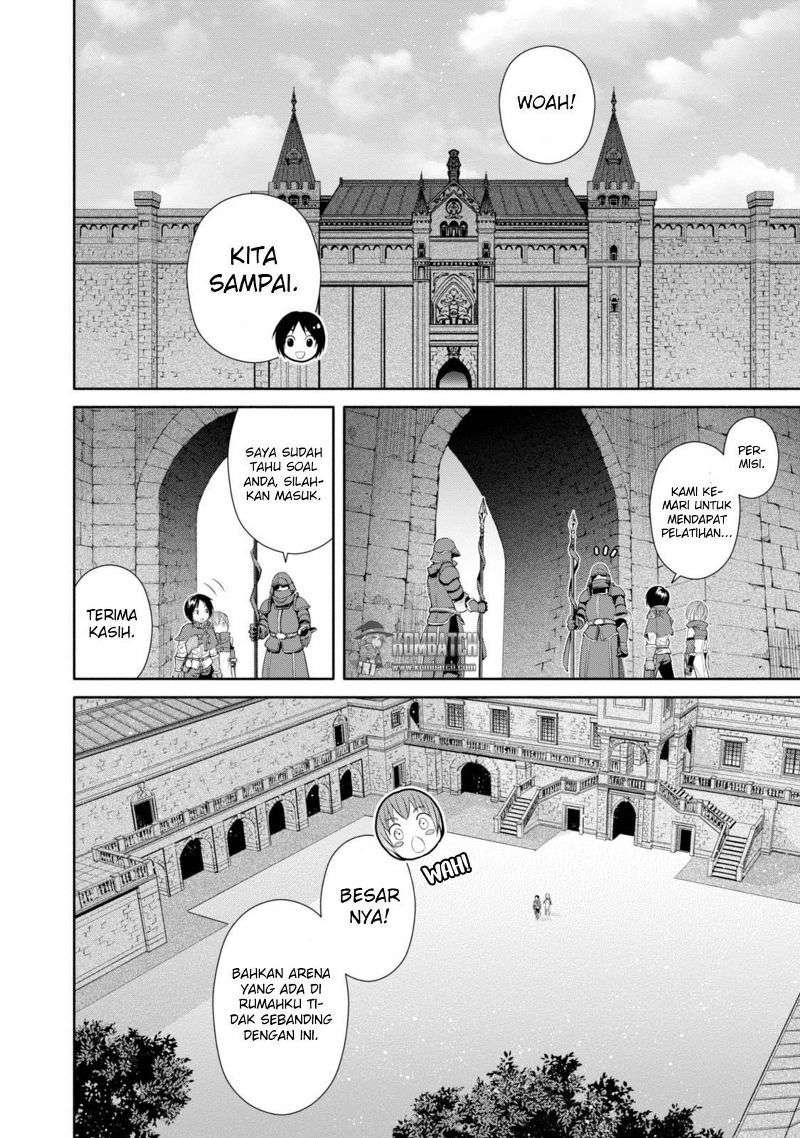 WOAH!
KITA
SAMPAI.
PER-
MISI.
KAMI KE-
MARI UNTUK
MENDAPAT
PELATIHAN...
SAYA SUDAH
TAHU SOAL
ANDA, SILAH-
KAN MASUK.
TERIMA
KASIH.
KOMBATCH
WAH!
BESAR
NYA!
BAHKAN ARENA
YANG ADA DI
RUMAHKU TI-
DAK SEBANDING
DENGAN INI.